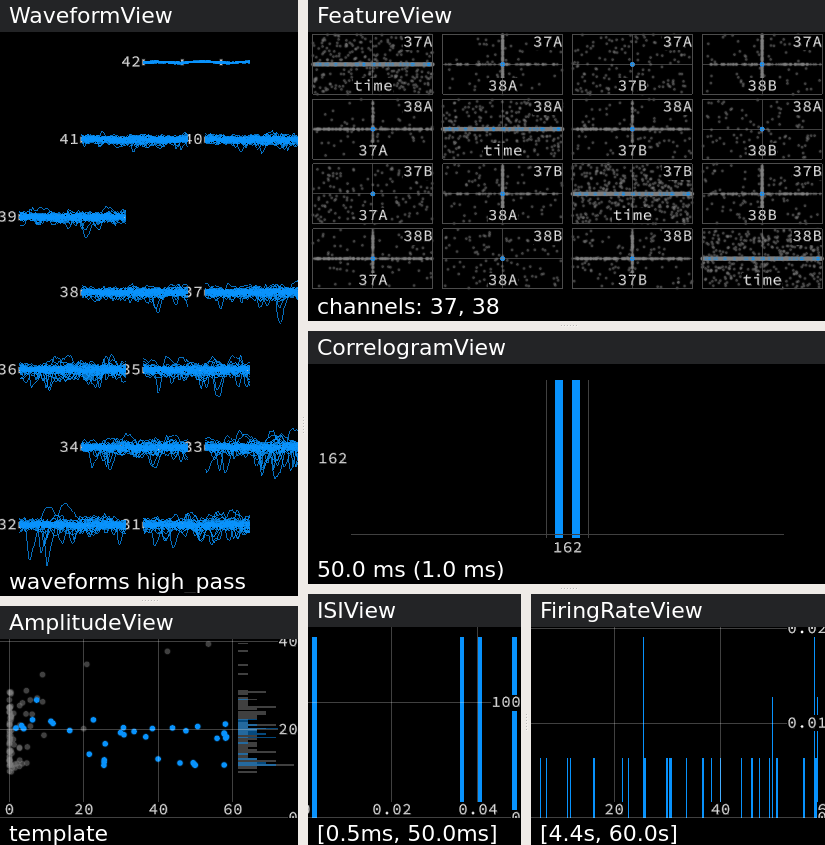 WaveformView
42
41 40
39
38 37
36 35
34 33
32 31
waveforms high_pass
FeatureView
37A 37A 37A 37A
time 38A 37B 38B
38A 38A 38A 38A
37A time 37B 38B
37B 37B 37B 37B
37A 38A time 38B
38B 38B 38B 38B
37A 38A 37B time
channels: 37, 38
CorrelogramView
162
162
50.0 ms (1.0 ms)
AmplitudeView
40
20
0 20 40 60
template
ISIView
100
0.02 0.04
[0.5ms, 50.0ms]
FiringRateView
0.02
0.01
20 40
[4.4s, 60.0s]